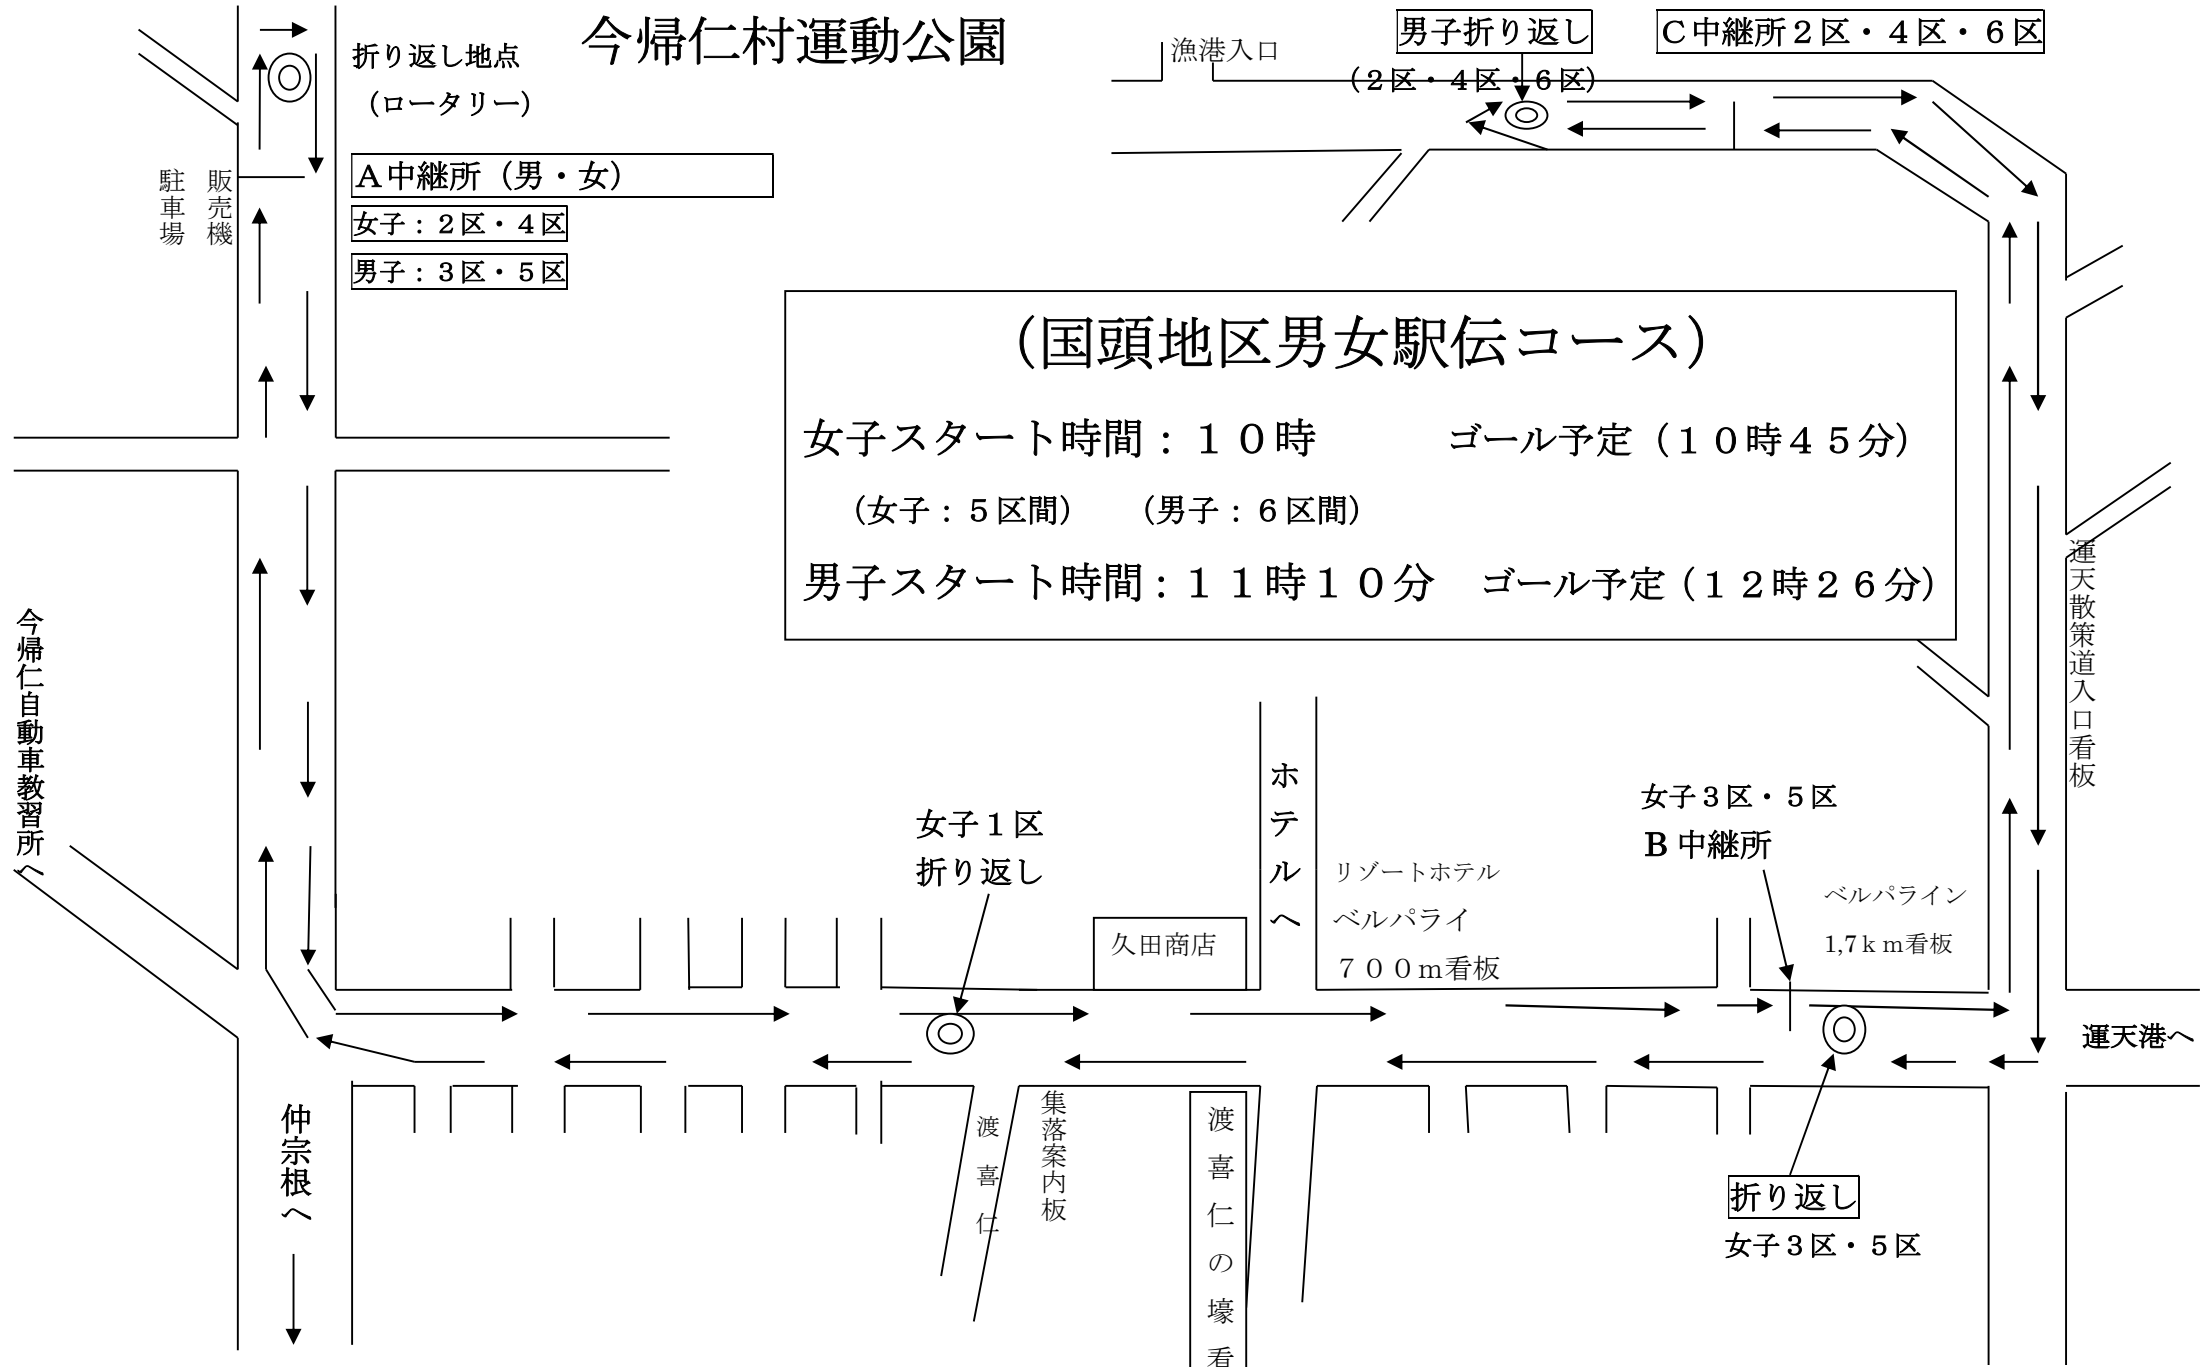 今帰仁村運動公園
男子折り返し
（２区・４区・６区）
Ｃ中継所２区・４区・６区
漁港入口
折り返し地点
（ロータリー）
Ａ中継所（男・女）
女子：２区・４区
男子：３区・５区
販売機
駐車場
（国頭地区男女駅伝コース）
女子スタート時間：１０時　ゴール予定（１０時４５分）
（女子：５区間）　（男子：６区間）
男子スタート時間：１１時１０分　ゴール予定（１２時２６分）
運天散策道入口看板
今帰仁自動車教習所へ
女子１区
折り返し
久田商店
ホテルへ
リゾートホテル
ベルパライ
７００ｍ看板
女子３区・５区
Ｂ中継所
ベルパライン
1,7ｋｍ看板
運天港へ
仲宗根へ
渡喜仁
集落案内板
渡喜仁の壕看
折り返し
女子３区・５区